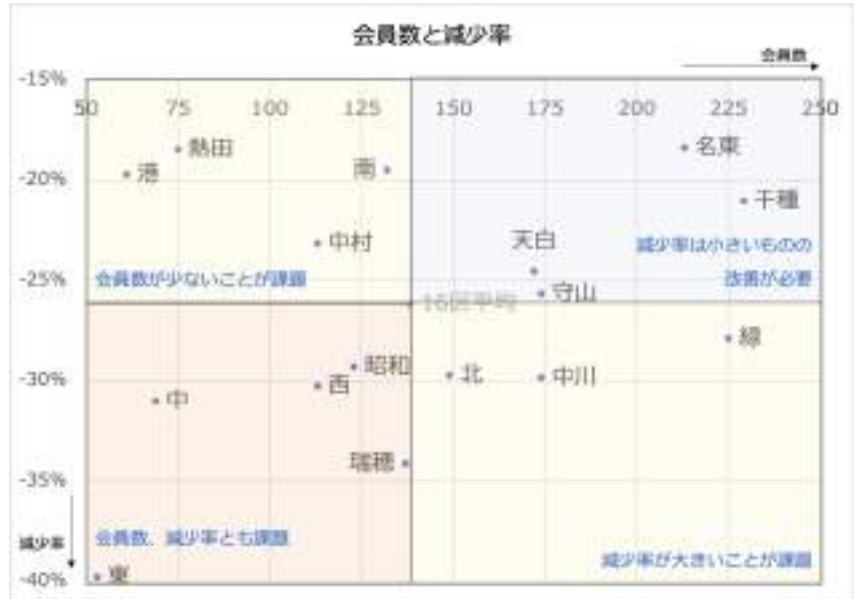 会員数と減少率
会員数
-15%
50 75 100 125 150 175 200 225 250
熱田
港
南
名東
-20%
千種
中村
天白
減少率は小さいものの
会員数が少ないことが課題
改善が必要
-25%
守山
16区平均
緑
昭和
西
北
中川
-30%
中
瑞穂
-35%
会員数、減少率とも課題
減少率
減少率が大きいことが課題
-40%
東